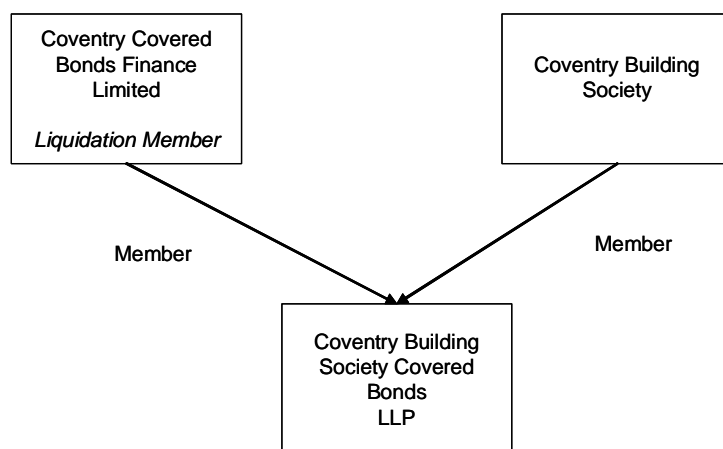 Coventry Covered
Bonds Finance
Limited
Liquidation Member
Coventry Building
Society
Member
Member
Coventry Building
Society Covered
Bonds
LLP